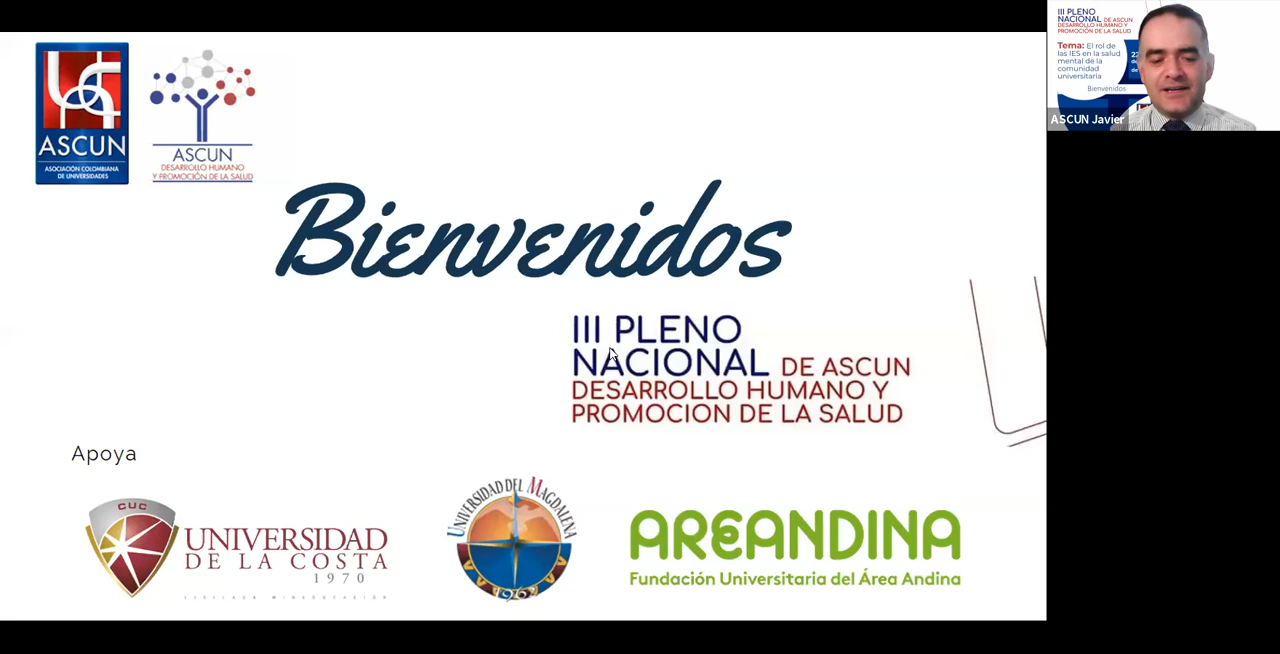 ASCUN
ASOCIACIÓN COLOMBIANA
DE UNIVERSIDADES
ASCUN
DESARROLLO HUMANO
Y PROMOCIÓN DE LA SALUD
Bienvenidos
III PLENO
NACIONAL DE ASCUN
DESARROLLO HUMANO Y
PROMOCION DE LA SALUD
Apoya
CUC
UNIVERSIDAD
DE LA COSTA
1970
UNIVERSIDAD DEL MAGDALENA
1962
AREANDINA
Fundación Universitaria del Área Andina
III PLENO
NACIONAL DE ASCUN
DESARROLLO HUMANO Y
PROMOCIÓN DE LA SALUD
Tema: El rol de
las IES en la salud
mental de la
comunidad
universitaria
Bienvenidos
ASCUN Javier